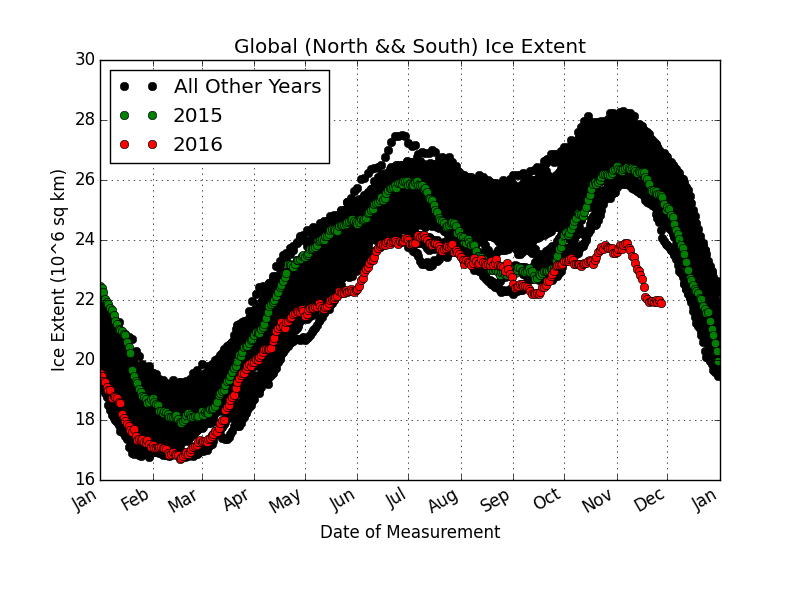 Global (North && South) Ice Extent
All Other Years
2015
2016
Ice Extent (10^6 sq km)
30
28
26
24
22
20
18
16
Jan Feb Mar Apr May Jun Jul Aug Sep Oct Nov Dec Jan
Date of Measurement